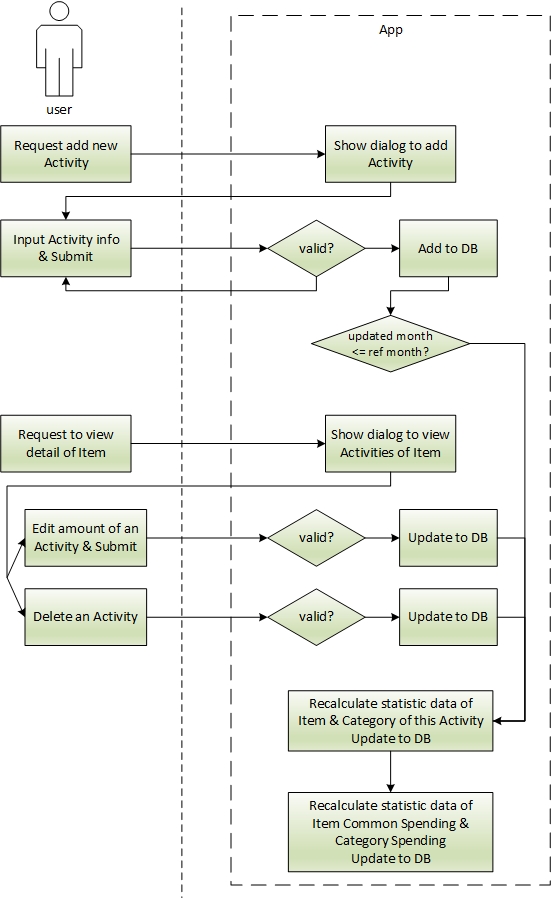 App
user
Request add new
Activity
Show dialog to add
Activity
Input Activity info
& Submit
valid?
Add to DB
updated month
<= ref month?
Request to view
detail of Item
Show dialog to view
Activities of Item
Edit amount of an
Activity & Submit
valid?
Update to DB
Delete an Activity
valid?
Update to DB
Recalculate statistic data of
Item & Category of this Activity
Update to DB
Recalculate statistic data of
Item Common Spending &
Category Spending
Update to DB